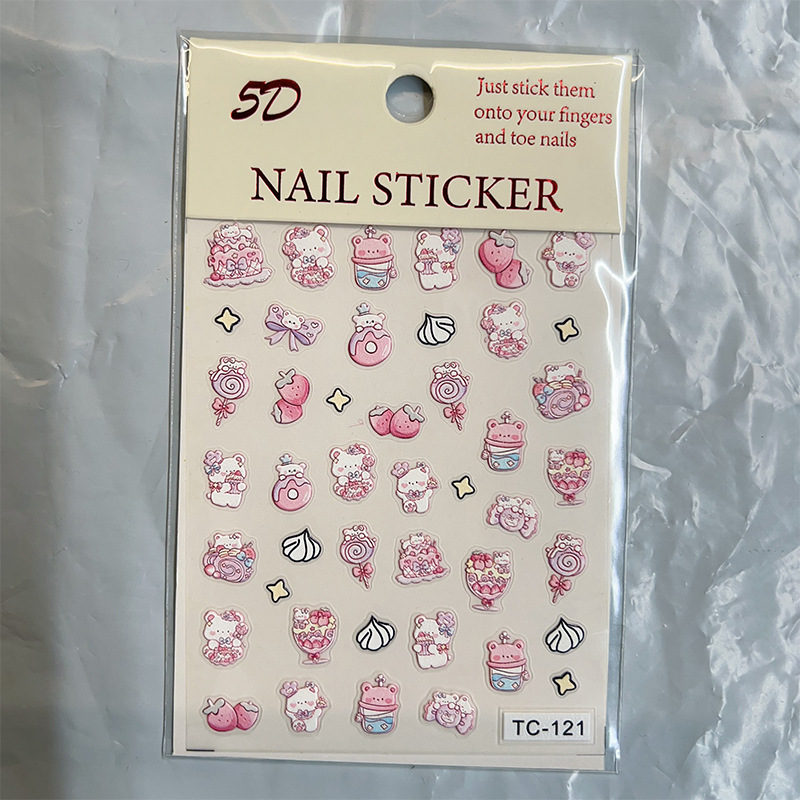 5D
Just stick them
onto your fingers
and toe nails
NAIL STICKER
TC-121